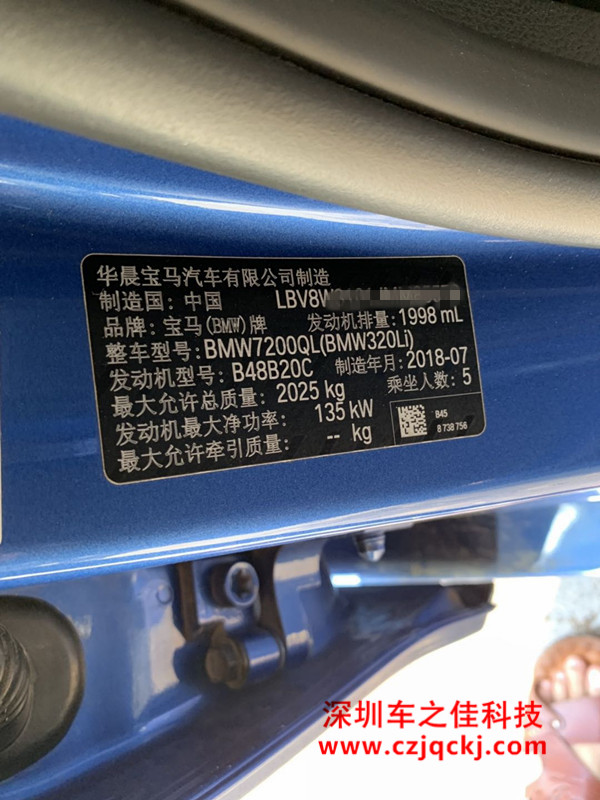 华晨宝马汽车有限公司制造
制造国：中国 LBV8W
品牌：宝马(BMW)牌 发动机排量：1998 mL
整车型号：BMW7200QL(BMW320Li)
发动机型号：B48B20C 制造年月：2018-07
最大允许总质量：2025 kg 乘坐人数：5
发动机最大净功率：135 kW
最大允许牵引质量：-- kg
B45
8 738 756
深圳车之佳科技
www.czjqckj.com